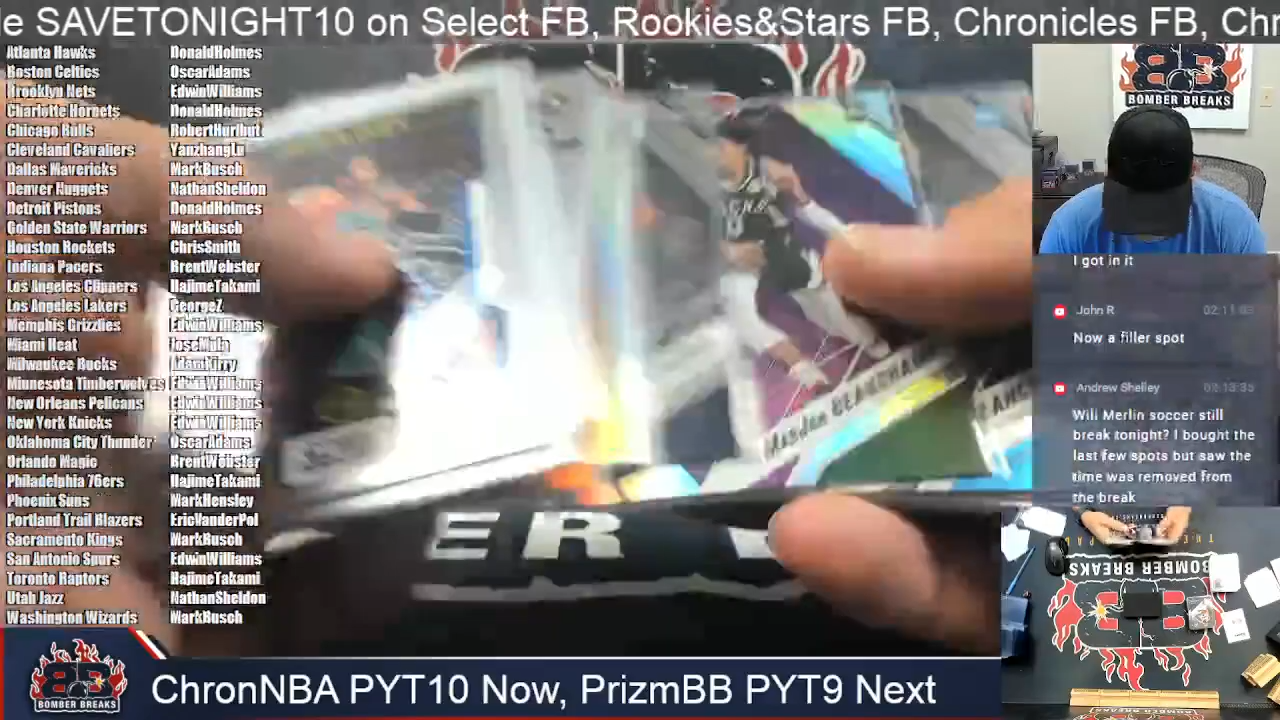 le SAVETONIGHT10 on Select FB, Rookies&Stars FB, Chronicles FB, Chr
Atlanta Hawks DonaldHolmes
Boston Celtics OscarAdams
Brooklyn Nets EdwinWilliams
Charlotte Hornets DonaldHolmes
Chicago Bulls RobertHurlbut
Cleveland Cavaliers YanzhangLu
Dallas Mavericks MarkBusch
Denver Nuggets NathanSheldon
Detroit Pistons DonaldHolmes
Golden State Warriors MarkBusch
Houston Rockets ChrisSmith
Indiana Pacers BrentWebster
Los Angeles Clippers HajimeTakami
Los Angeles Lakers GeorgeZ
Memphis Grizzlies EdwinWilliams
Miami Heat
Milwaukee Bucks
Minnesota Timberwolves EdwinWilliams
New Orleans Pelicans EdwinWilliams
New York Knicks EdwinWilliams
Oklahoma City Thunder OscarAdams
Orlando Magic BrentWebster
Philadelphia 76ers HajimeTakami
Phoenix Suns MarkHensley
Portland Trail Blazers EricVanderPol
Sacramento Kings MarkBusch
San Antonio Spurs EdwinWilliams
Toronto Raptors HajimeTakami
Utah Jazz NathanSheldon
Washington Wizards MarkBusch
ER
BOMBER BREAKS
I got in it
John R
Now a filler spot
Andrew Shelley
Will Merlin soccer still
break tonight? I bought the
last few spots but saw the
time was removed from
the break
BOMBER BREAKS
BOMBER BREAKS
ChronNBA PYT10 Now, PrizmBB PYT9 Next